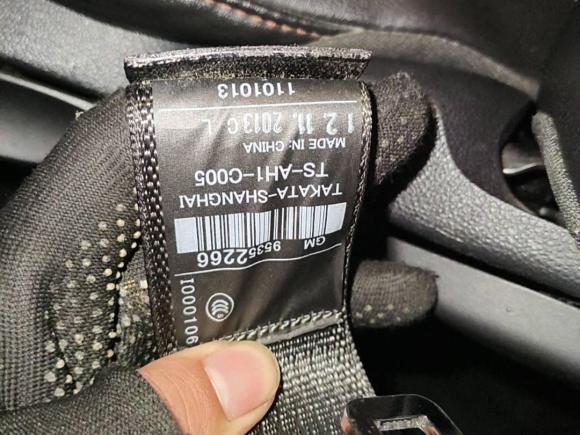 1000106
GM 95352266
TAKATA-SHANGHAI
TS-AH1-C005
MADE IN: CHINA
1 2. 11. 2013 C L
1101013